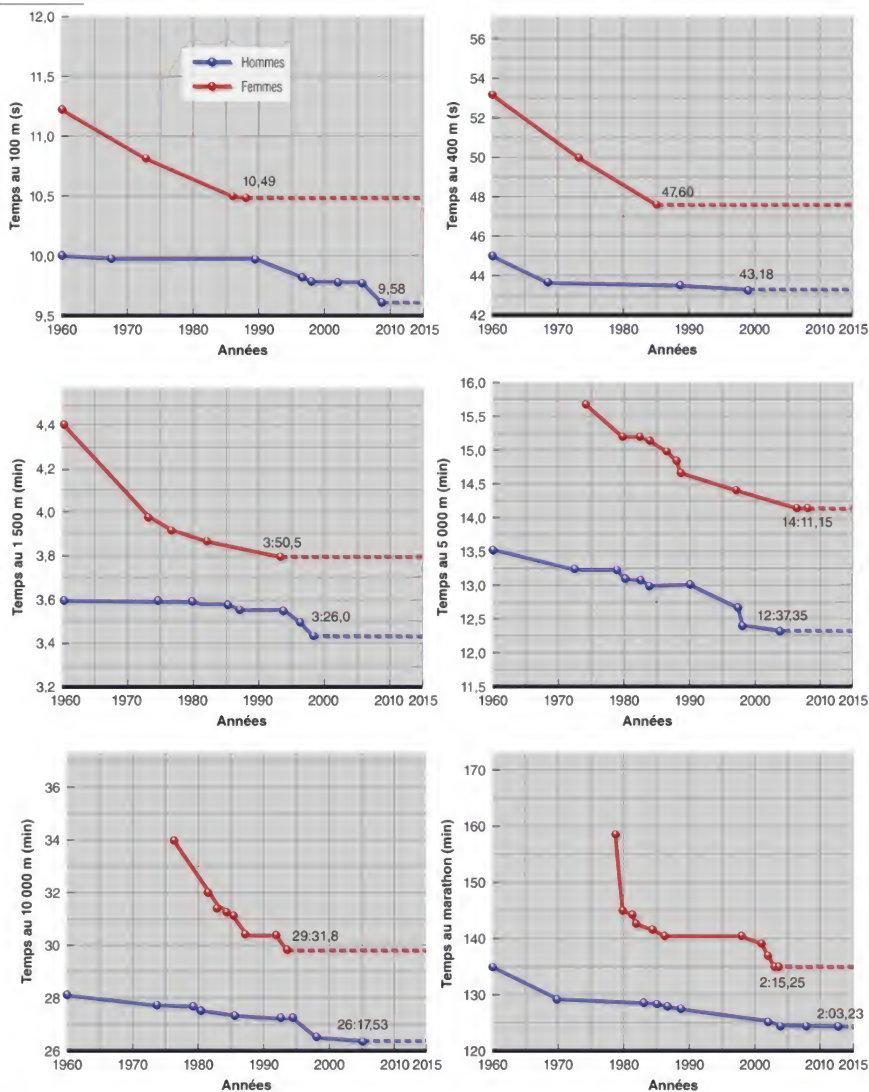 12,0
11,5
11,0
10,5
10,0
9,5
Temps au 100 m (s)
Hommes
Femmes
10,49
9,58
1960 1970 1980 1990 2000 2010 2015
Années
56
54
52
50
48
46
44
42
Temps au 400 m (s)
47,60
43,18
1960 1970 1980 1990 2000 2010 2015
Années
4,4
4,2
4,0
3,8
3,6
3,4
3,2
Temps au 1 500 m (min)
3:50,5
3:26,0
1960 1970 1980 1990 2000 2010 2015
Années
16,0
15,5
15,0
14,5
14,0
13,5
13,0
12,5
12,0
11,5
Temps au 5 000 m (min)
14:11,15
12:37,35
1960 1970 1980 1990 2000 2010 2015
Années
36
34
32
30
28
26
Temps au 10 000 m (min)
29:31,8
26:17,53
1960 1970 1980 1990 2000 2010 2015
Années
170
160
150
145
140
135
130
125
120
Temps au marathon (min)
2:15,25
2:03,23
1960 1970 1980 1990 2000 2010 2015
Années